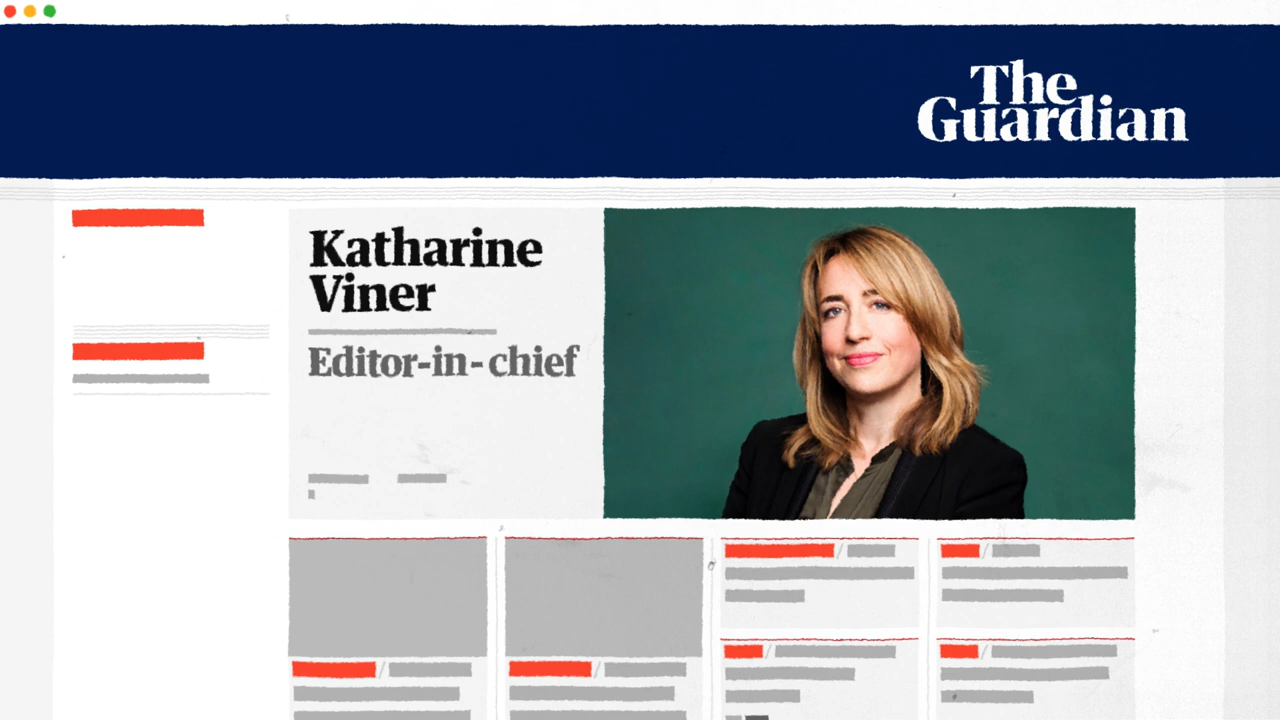 The
Guardian
Katharine
Viner
Editor-in-chief